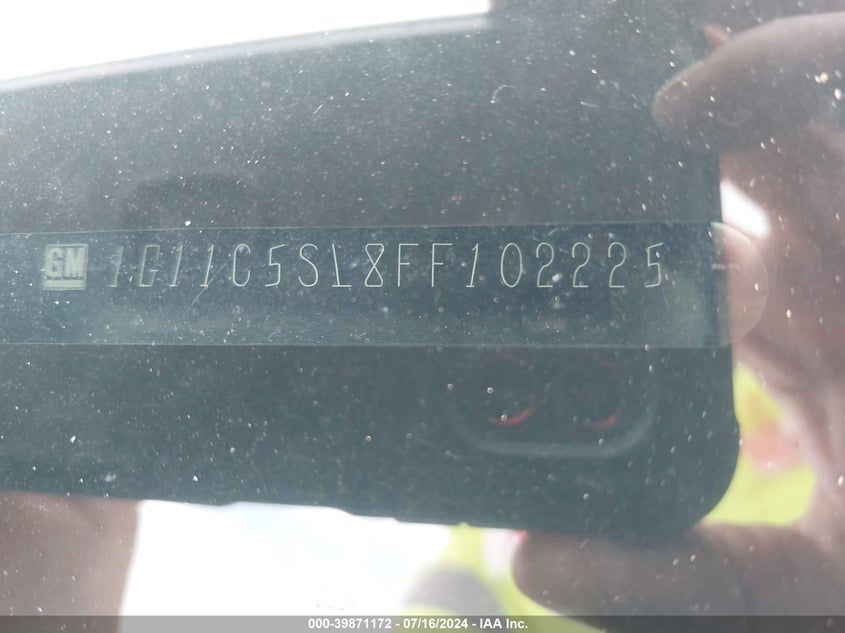 GM 1G11C5SL8FF102225
000-39871172 - 07/16/2024 - IAA Inc.